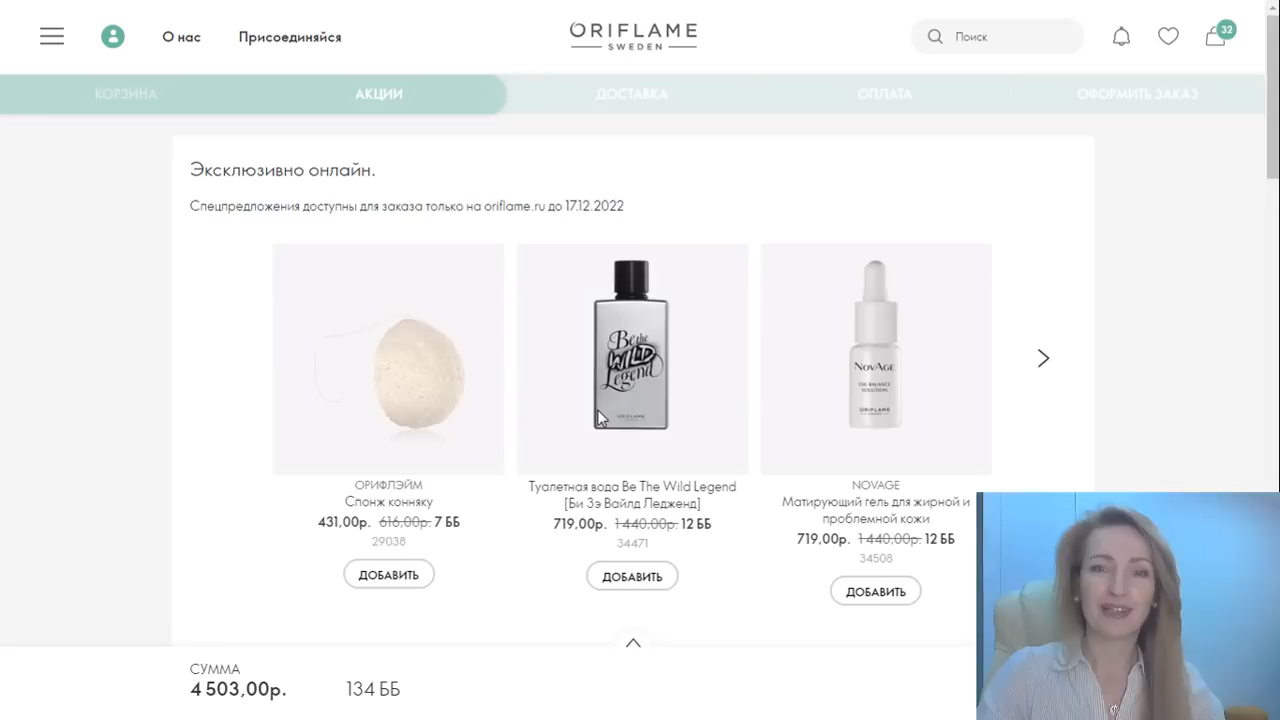 О нас
Присоединяйся
ORIFLAME
SWEDEN
Поиск
32
КОРЗИНА
АКЦИИ
ДОСТАВКА
ОПЛАТА
ОФОРМИТЬ ЗАКАЗ
Эксклюзивно онлайн.
Спецпредложения доступны для заказа только на oriflame.ru до 17.12.2022
Be the
WILD
Legend
ORIFLAME
NOVAGE
OIL BALANCE
SOLUTION
ORIFLAME
ОРИФЛЭЙМ
Спонж конняку
431,00р. 616,00р. 7 ББ
29038
ДОБАВИТЬ
Туалетная вода Be The Wild Legend
[Би Зэ Вайлд Ледженд]
719,00р. 1 440,00р. 12 ББ
34471
ДОБАВИТЬ
NOVAGE
Матирующий гель для жирной и
проблемной кожи
719,00р. 1 440,00р. 12 ББ
34508
ДОБАВИТЬ
СУММА
4 503,00р. 134 ББ